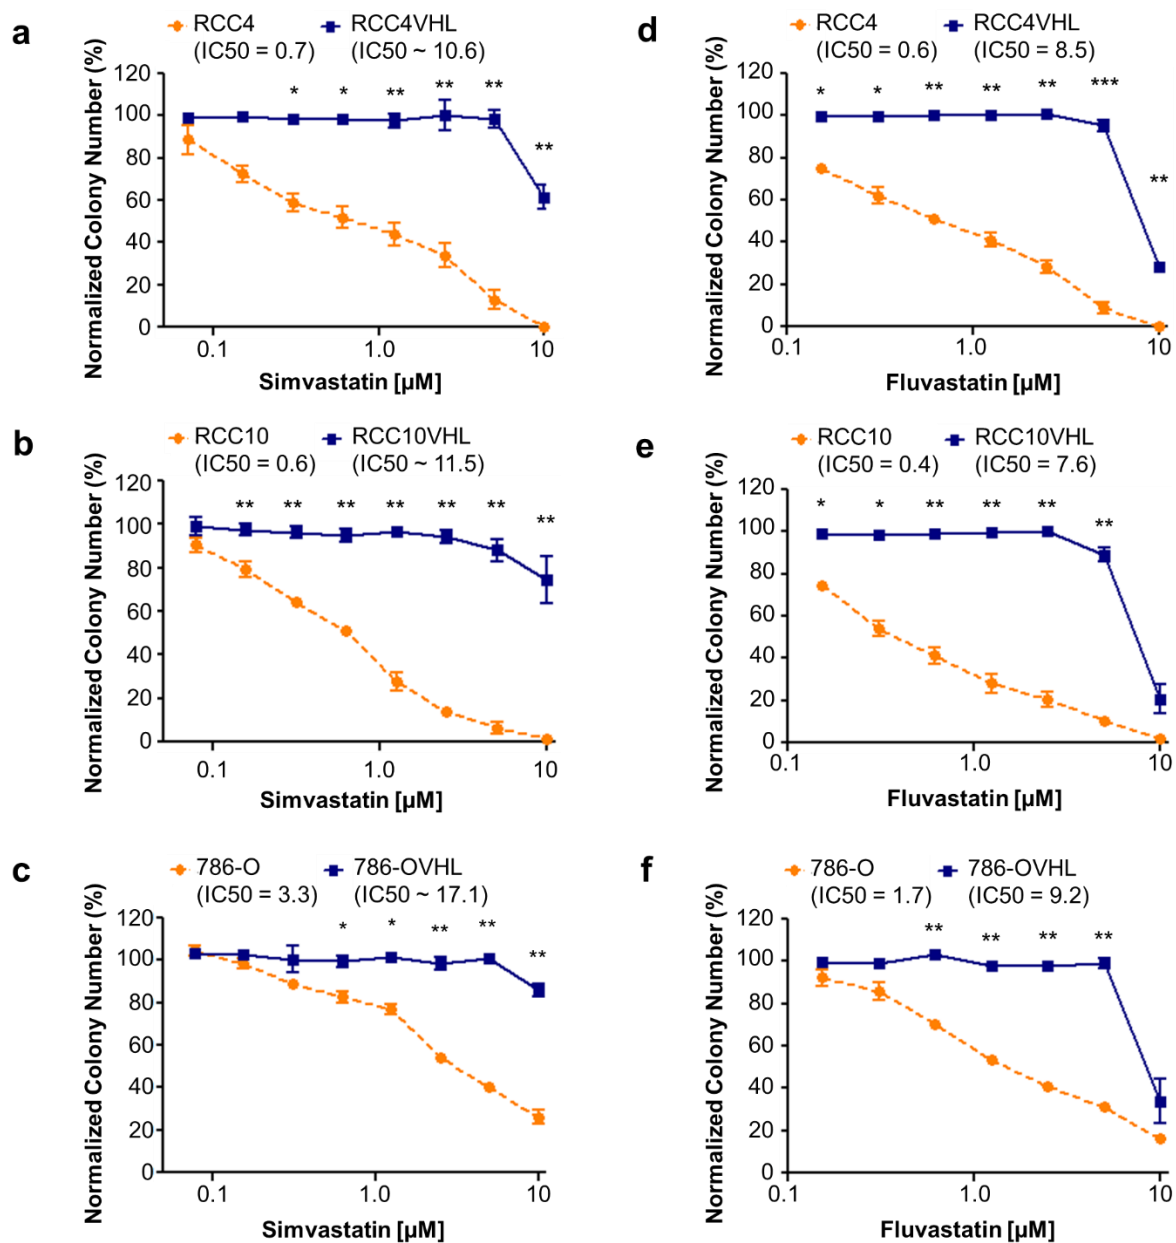 a
RCC4 RCC4VHL
(IC50 = 0.7) (IC50 ~ 10.6)
Normalized Colony Number (%)
120
100
80
60
40
20
0
* * ** ** ** **
0.1 1.0 10
Simvastatin [µM]
d
RCC4 RCC4VHL
(IC50 = 0.6) (IC50 = 8.5)
Normalized Colony Number (%)
120
100
80
60
40
20
0
* * ** ** ** *** **
0.1 1.0 10
Fluvastatin [µM]
b
RCC10 RCC10VHL
(IC50 = 0.6) (IC50 ~ 11.5)
Normalized Colony Number (%)
120
100
80
60
40
20
0
** ** ** ** ** ** **
0.1 1.0 10
Simvastatin [µM]
e
RCC10 RCC10VHL
(IC50 = 0.4) (IC50 = 7.6)
Normalized Colony Number (%)
120
100
80
60
40
20
0
* * ** ** ** **
0.1 1.0 10
Fluvastatin [µM]
c
786-O 786-OVHL
(IC50 = 3.3) (IC50 ~ 17.1)
Normalized Colony Number (%)
120
100
80
60
40
20
0
* * ** ** **
0.1 1.0 10
Simvastatin [µM]
f
786-O 786-OVHL
(IC50 = 1.7) (IC50 = 9.2)
Normalized Colony Number (%)
120
100
80
60
40
20
0
** ** ** **
0.1 1.0 10
Fluvastatin [µM]